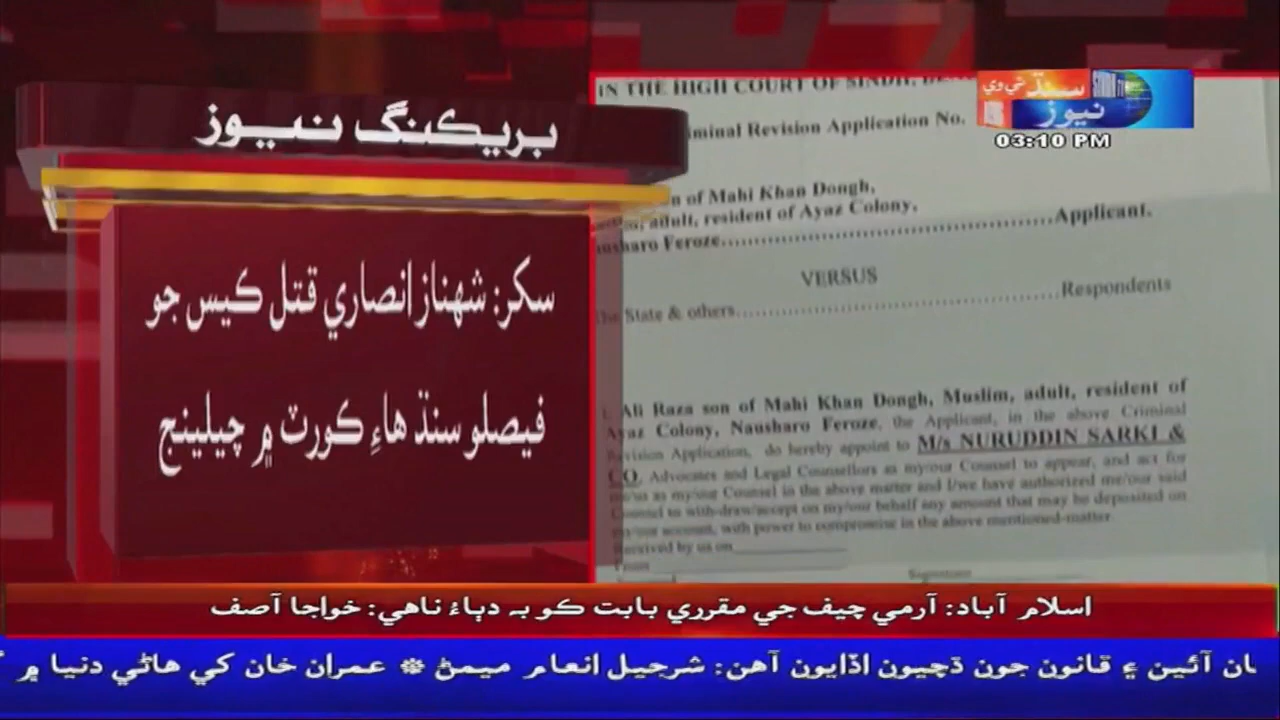 بريڪنگ نيوز
سکر: شهناز انصاري قتل ڪيس جو
فيصلو سنڌ هاءِ ڪورٽ ۾ چيلينج
IN THE HIGH COURT OF SINDH,
Criminal Revision Application No.
سنڌ ٽي وي
SINDH TV
نيوز
03:10 PM
of Mahi Khan Dongh,
adult, resident of Ayaz Colony,
Feroze...............................................Applicant.
VERSUS
State & others...............................................Respondents
Ali Raza son of Mahi Khan Dongh, Muslim, adult, resident of
Ayaz Colony, Nausharo Feroze, the Applicant, in the above Criminal
Revision Application, do hereby appoint to M/s NURUDDIN SARKI &
CO. Advocates and Legal Counsellors as my/our Counsel to appear, and act for
me/us as my/our Counsel in the above matter and I/we have authorized me/our said
Counsel to with-draw/accept on my/our behalf any amount that may be deposited on
my/our account, with power to compromise in the above mentioned-matter.
Received by us on
From
Signature
اسلام آباد: آرمي چيف جي مقرري بابت ڪو به دٻاءُ ناهي: خواجا آصف
آئين ۽ قانون جون ڌڄيون اڏايون آهن: شرجيل انعام ميمڻ ❋ عمران خان کي هاڻي دنيا ۾